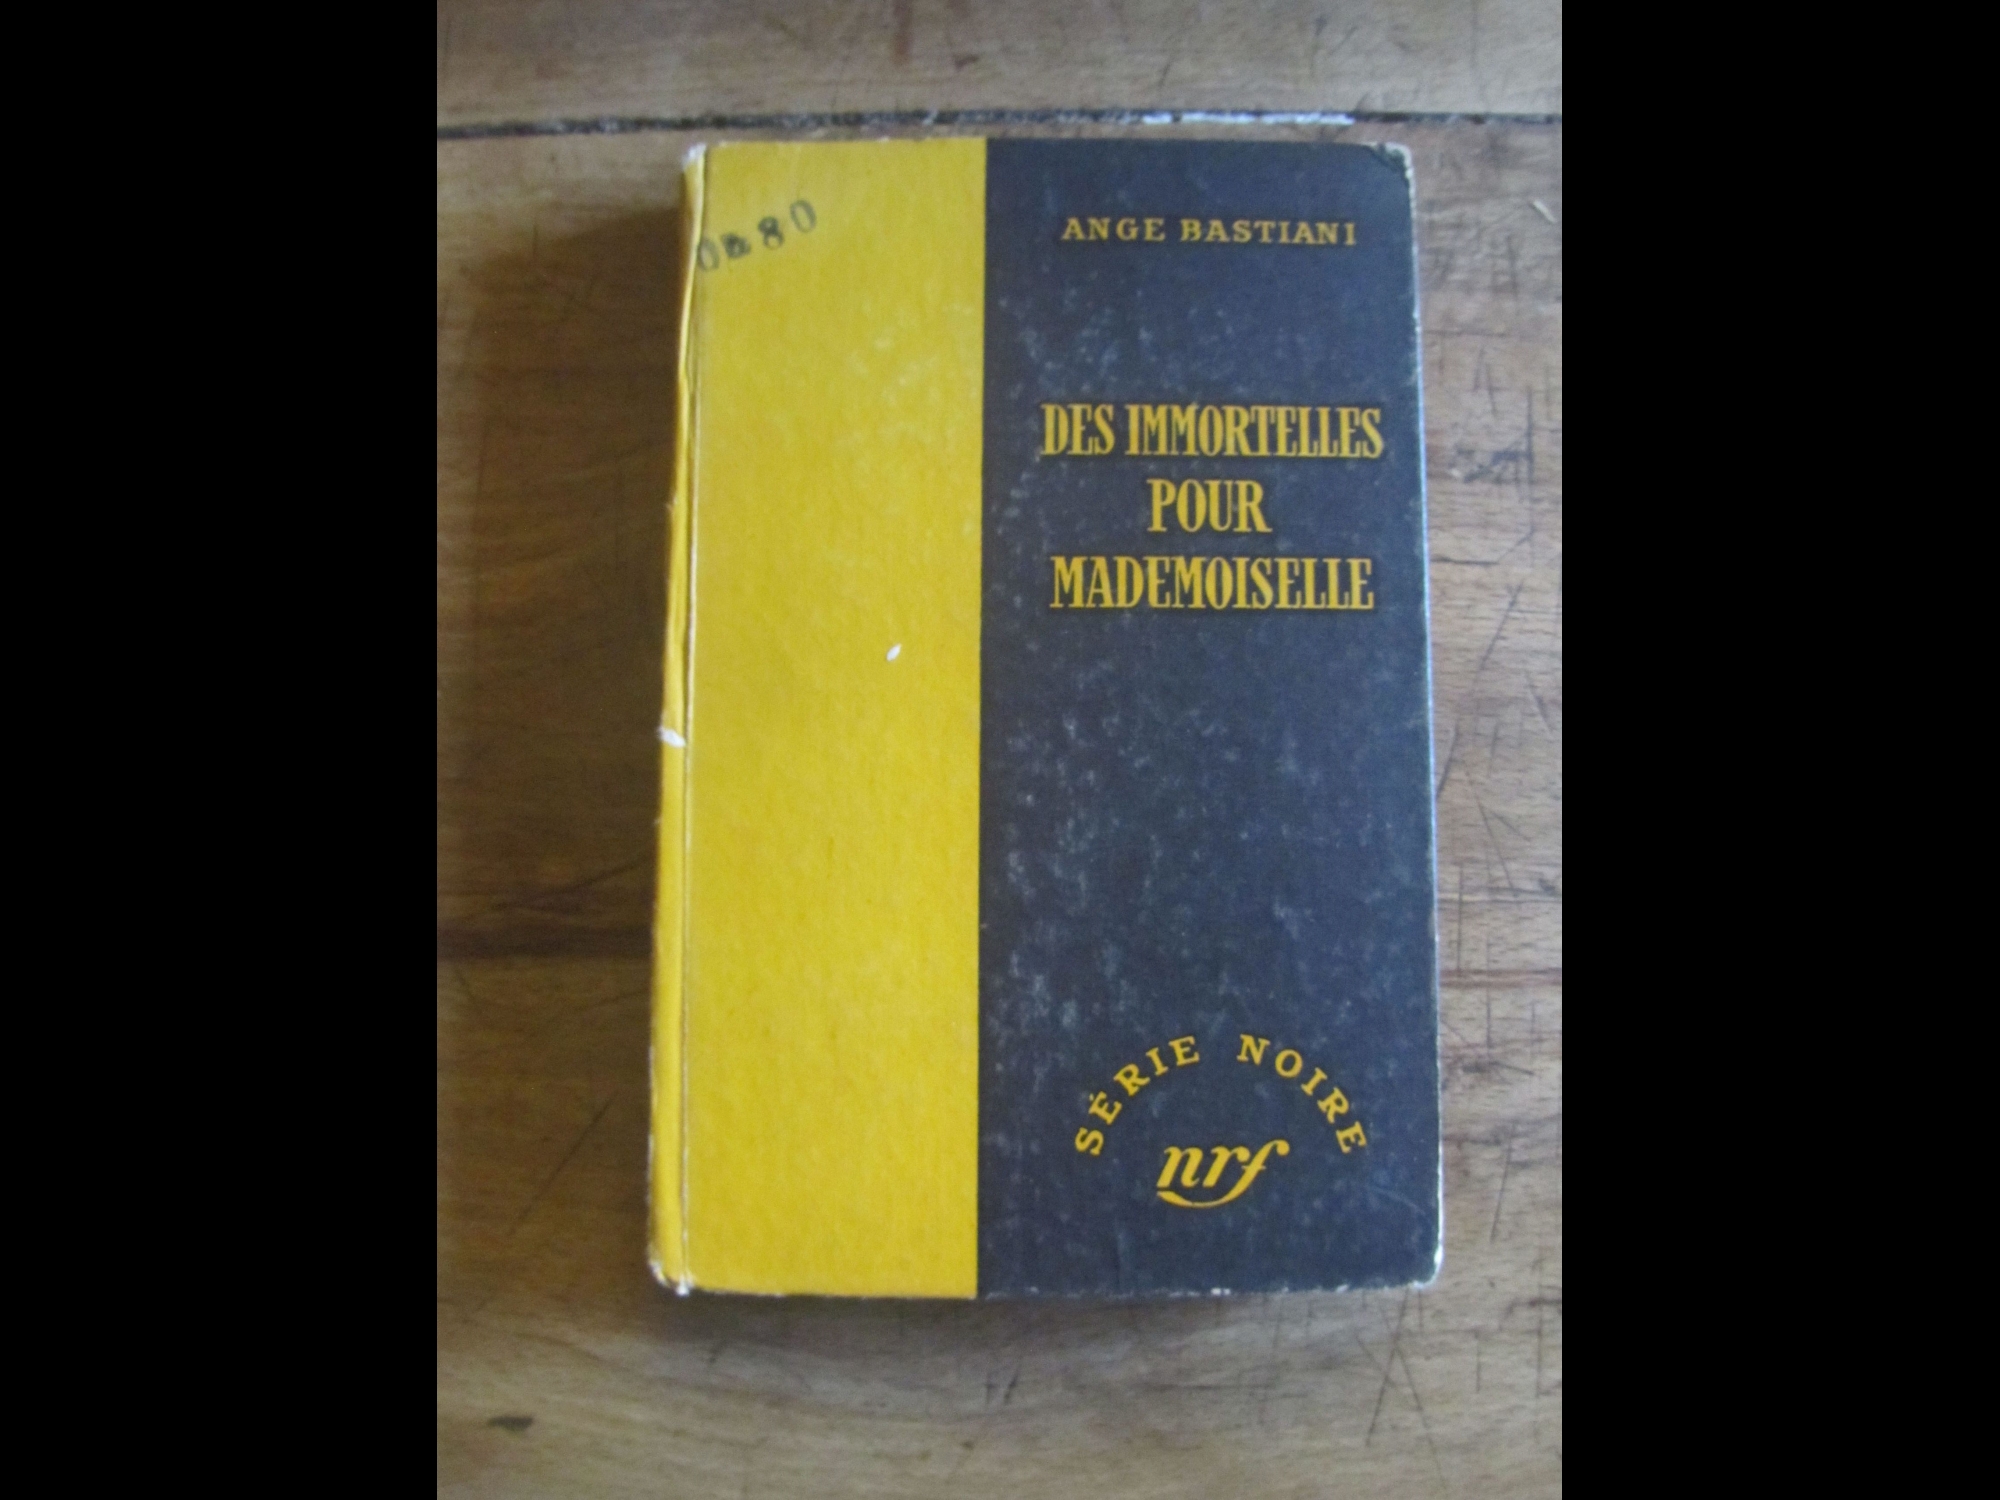 ANGE BASTIANI
DES IMMORTELLES
POUR
MADEMOISELLE
SÉRIE NOIRE
nrf